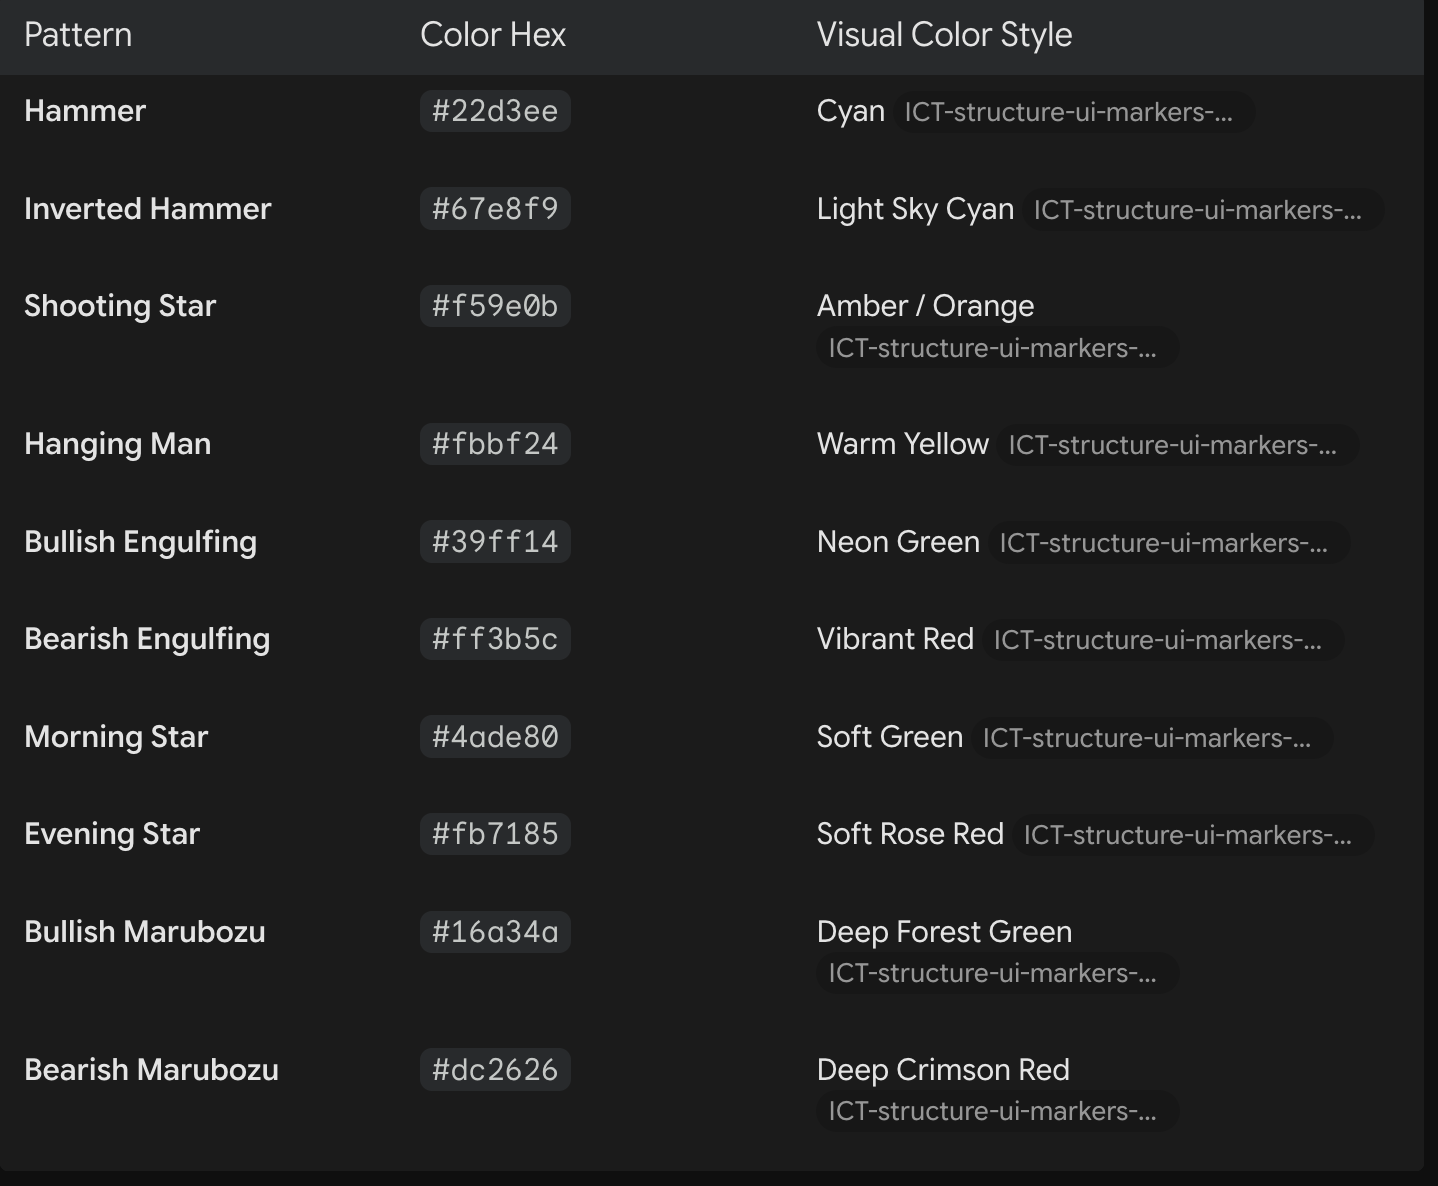 Pattern Color Hex Visual Color Style
Hammer #22d3ee Cyan ICT-structure-ui-markers-...
Inverted Hammer #67e8f9 Light Sky Cyan ICT-structure-ui-markers-...
Shooting Star #f59e0b Amber / Orange
ICT-structure-ui-markers-...
Hanging Man #fbbf24 Warm Yellow ICT-structure-ui-markers-...
Bullish Engulfing #39ff14 Neon Green ICT-structure-ui-markers-...
Bearish Engulfing #ff3b5c Vibrant Red ICT-structure-ui-markers-...
Morning Star #4ade80 Soft Green ICT-structure-ui-markers-...
Evening Star #fb7185 Soft Rose Red ICT-structure-ui-markers-...
Bullish Marubozu #16a34a Deep Forest Green
ICT-structure-ui-markers-...
Bearish Marubozu #dc2626 Deep Crimson Red
ICT-structure-ui-markers-...